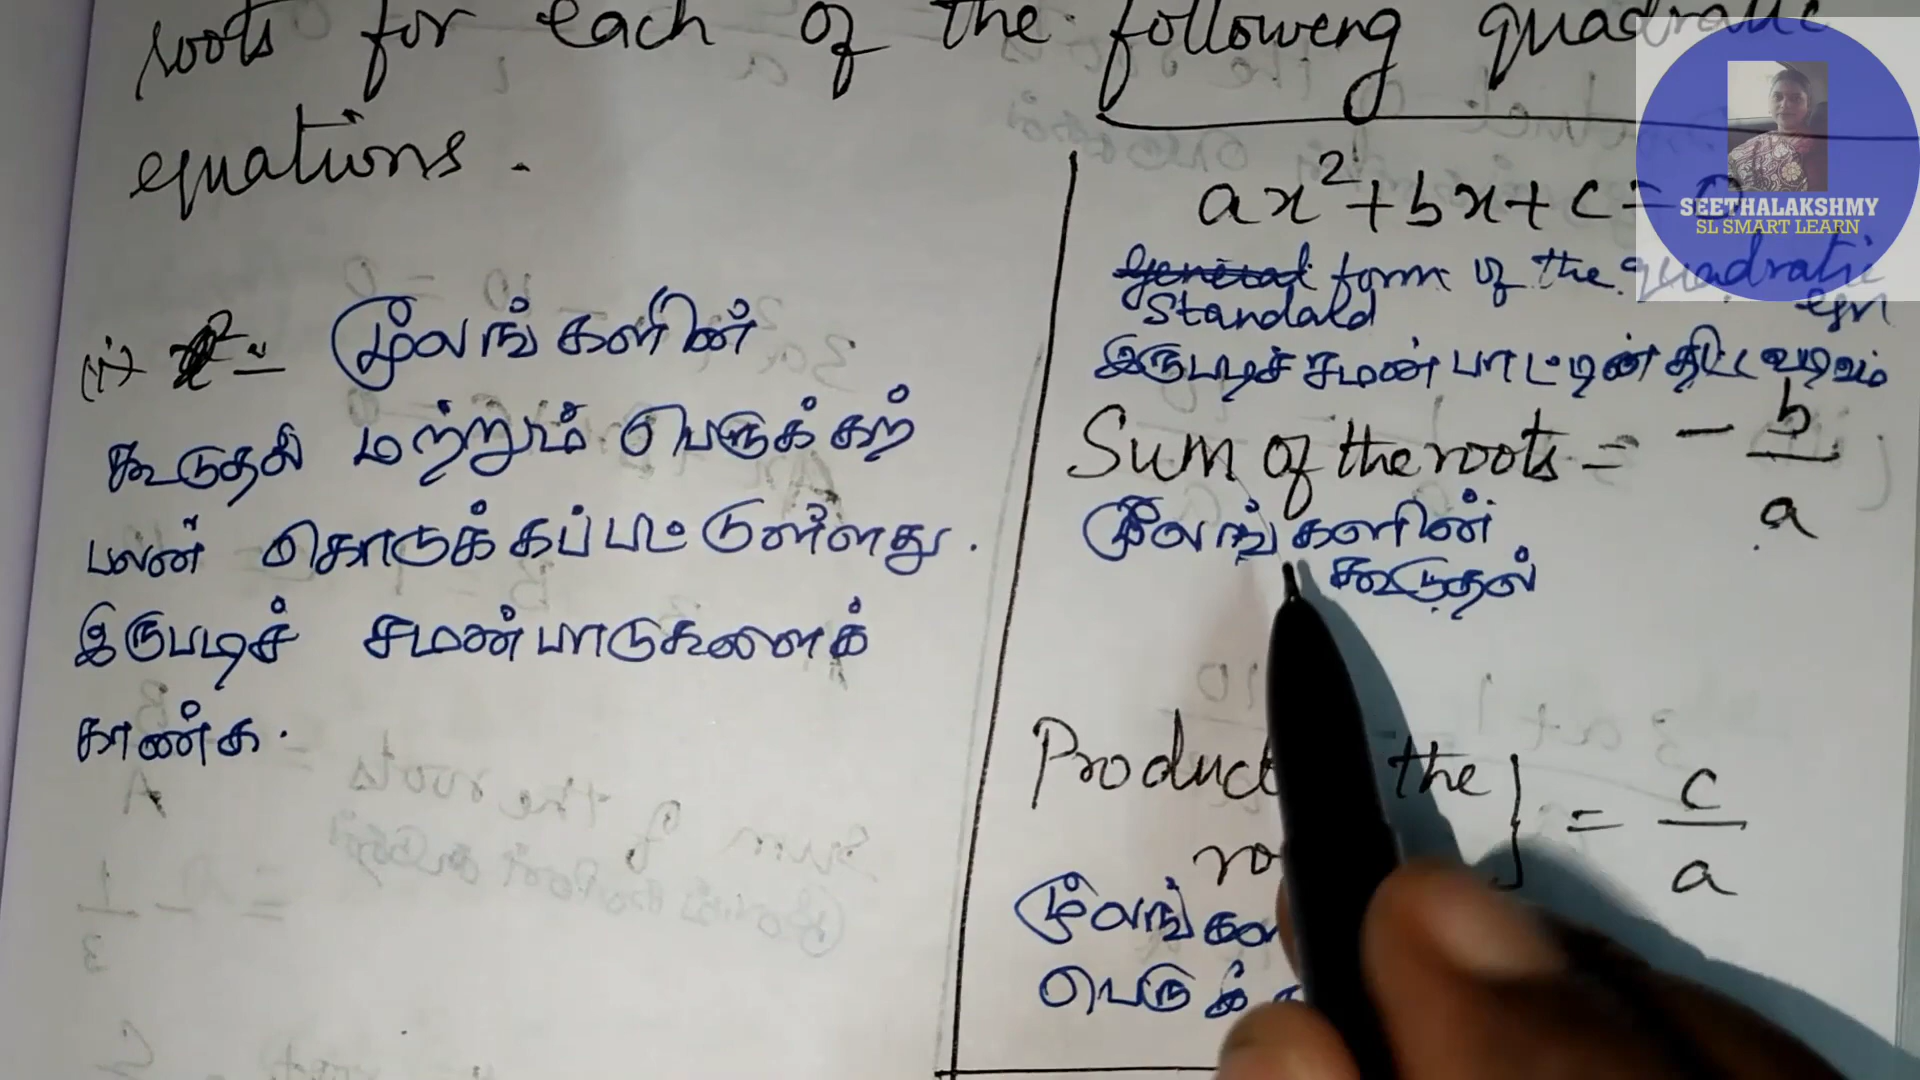 roots for each of the following quadratic
equations.
ax²+bx+c=0
SEETHALAKSHMY
SL SMART LEARN
form of the quadratic
Standard eqn
இருபடிச் சமன் பாட்டின் திட்ட வடிவம்
(i) மூலங்களின்
கூடுதல் மற்றும் பெருக்கற்
பலன் கொடுக்கப்பட்டுள்ளது.
இருபடிச் சமன்பாடுகளைக்
காண்க.
Sum of the roots = - b/a
மூலங்களின்
கூடுதல்
Product the
= c/a